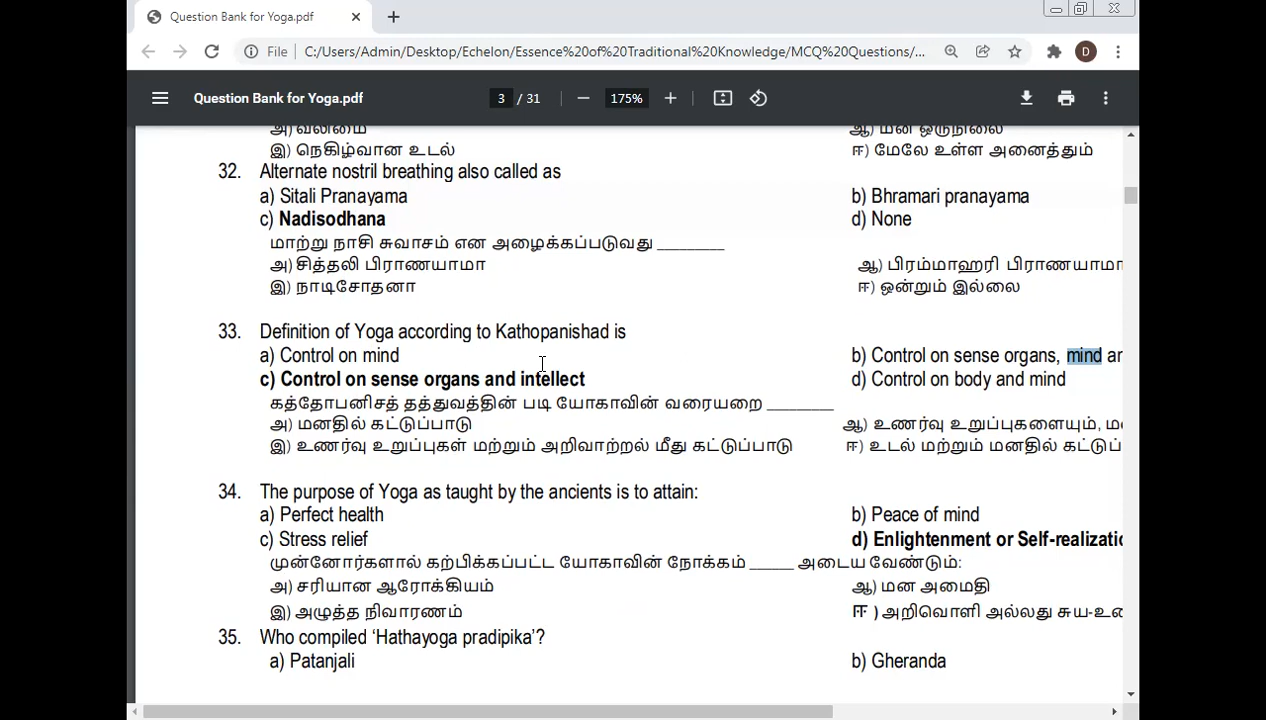 Question Bank for Yoga.pdf
File C:/Users/Admin/Desktop/Echelon/Essence%20of%20Traditional%20Knowledge/MCQ%20Questions/...
D
Question Bank for Yoga.pdf 3 / 31 175%
அ) வலிமை ஆ) மன ஒருநிலை
இ) நெகிழ்வான உடல் ஈ) மேலே உள்ள அனைத்தும்
32. Alternate nostril breathing also called as
a) Sitali Pranayama b) Bhramari pranayama
c) Nadisodhana d) None
மாற்று நாசி சுவாசம் என அழைக்கப்படுவது _________
அ) சித்தலி பிராணயாமா ஆ) பிரம்மாஹரி பிராணயாமா
இ) நாடிசோதனா ஈ) ஒன்றும் இல்லை
33. Definition of Yoga according to Kathopanishad is
a) Control on mind b) Control on sense organs, mind
c) Control on sense organs and intellect d) Control on body and mind
கத்தோபனிசத் தத்துவத்தின் படி யோகாவின் வரையறை _________
அ) மனதில் கட்டுப்பாடு ஆ) உணர்வு உறுப்புகளையும்,
இ) உணர்வு உறுப்புகள் மற்றும் அறிவாற்றல் மீது கட்டுப்பாடு ஈ) உடல் மற்றும் மனதில்
34. The purpose of Yoga as taught by the ancients is to attain:
a) Perfect health b) Peace of mind
c) Stress relief d) Enlightenment or
முன்னோர்களால் கற்பிக்கப்பட்ட யோகாவின் நோக்கம் ______ அடைய வேண்டும்:
அ) சரியான ஆரோக்கியம் ஆ) மன அமைதி
இ) அழுத்த நிவாரணம் ஈ ) அறிவொளி அல்லது
35. Who compiled ‘Hathayoga pradipika’?
a) Patanjali b) Gheranda